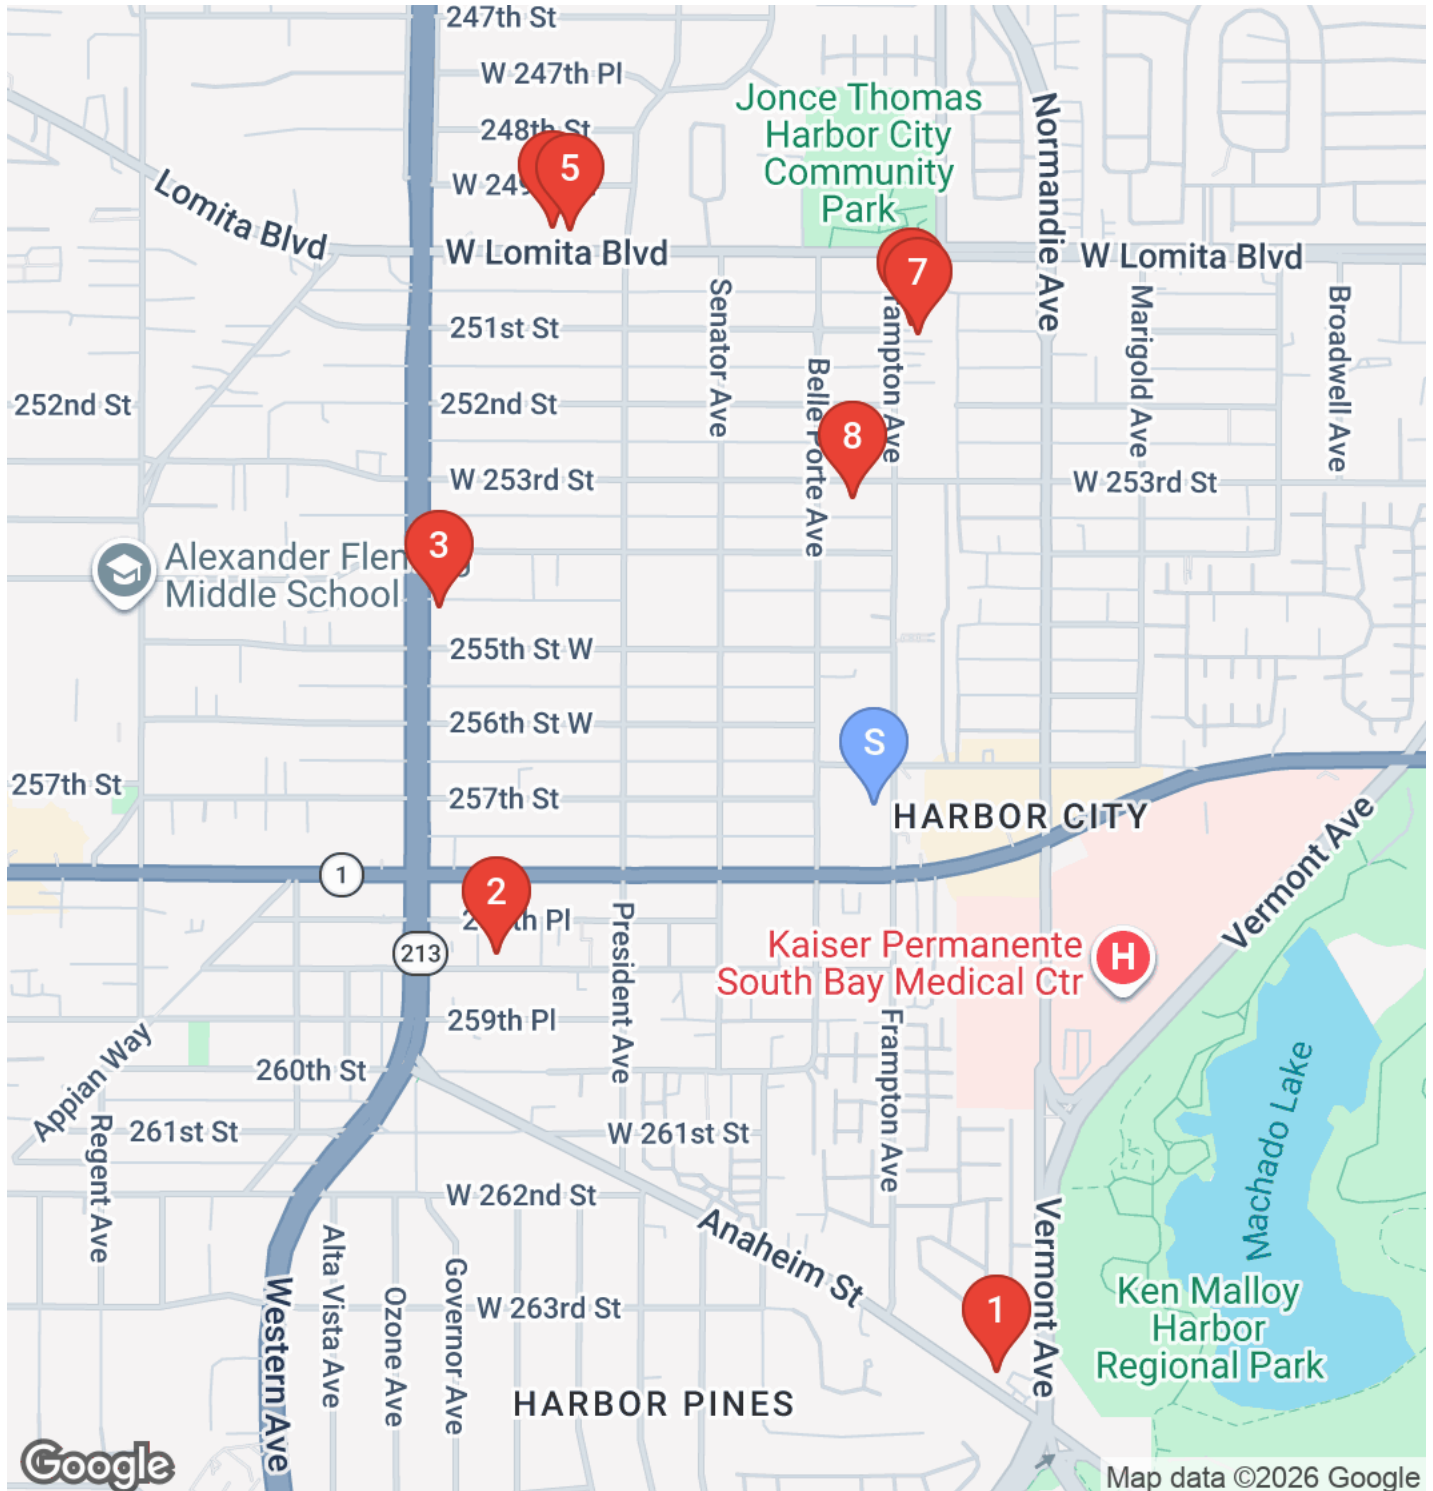 247th St
W 247th Pl
248th St
Jonce Thomas
Harbor City
Community
Park
Normandie Ave
5
Lomita Blvd
W Lomita Blvd
W Lomita Blvd
7
251st St
Senator Ave
Marigold Ave
Broadwell Ave
252nd St
252nd St
Belle Porte Ave
Frampton Ave
8
W 253rd St
W 253rd St
3
Alexander Fleming
Middle School
255th St W
256th St W
S
257th St
257th St
HARBOR CITY
1
2
Vermont Ave
213
President Ave
Kaiser Permanente
South Bay Medical Ctr
H
259th Pl
Frampton Ave
Appian Way
260th St
Machado Lake
Regent Ave
261st St
W 261st St
W 262nd St
Anaheim St
Vermont Ave
Western Ave
Alta Vista Ave
Ozone Ave
Governor Ave
W 263rd St
1
Ken Malloy
Harbor
Regional Park
HARBOR PINES
Google
Map data ©2026 Google